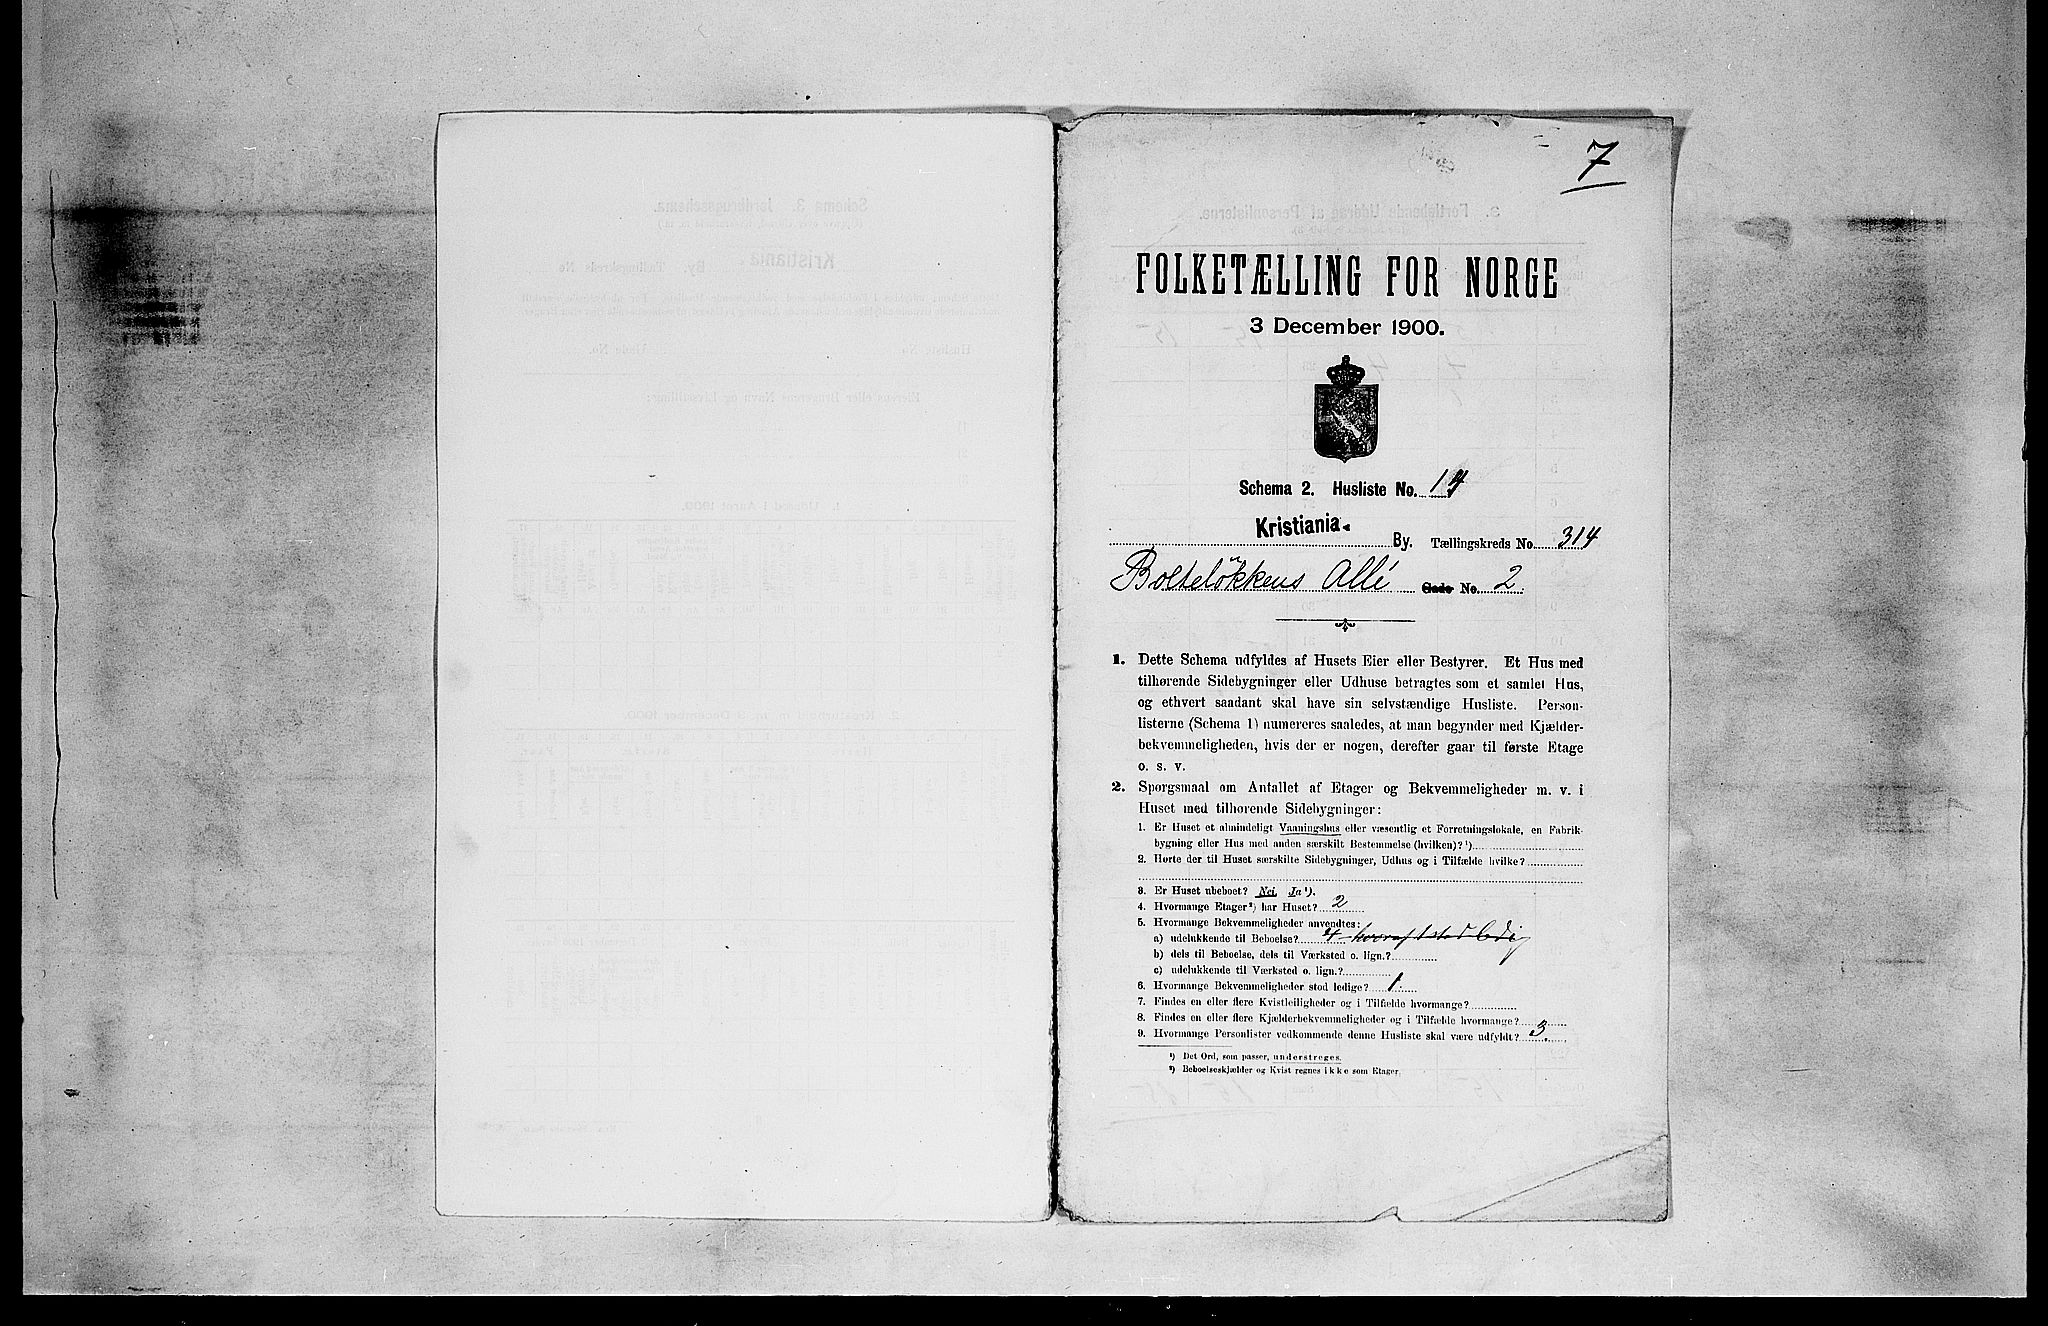 7
FOLKETÆLLING FOR NORGE
3 December 1900.
Schema 2. Husliste No. 14
Kristiania. By. Tællingskreds No. 314
Bolteløkkens Allé Gade No. 2
1. Dette Schema udfyldes af Husets Eier eller Bestyrer. Et Hus med
tilhørende Sidebygninger eller Udhuse betragtes som et samlet Hus,
og ethvert saadant skal have sin selvstændige Husliste. Person-
listerne (Schema 1) numereres saaledes, at man begynder med Kjælder-
bekvemmeligheden, hvis der er nogen, derefter gaar til første Etage
o. s. v.
2. Spørgsmaal om Antallet af Etager og Bekvemmeligheder m. v. i
Huset med tilhørende Sidebygninger:
1. Er Huset et almindeligt Vaaningshus eller væsentlig et Forretningslokale, en Fabrik-
bygning eller Hus med anden særskilt Bestemmelse (hvilken)?¹)
2. Hørte der til Huset særskilte Sidebygninger, Udhus og i Tilfælde hvilke?
3. Er Huset ubeboet? Nei. Ja¹).
4. Hvormange Etager²) har Huset? 2
5. Hvormange Bekvemmeligheder anvendtes:
a) udelukkende til Beboelse? 4 hvoraf 1 stod ledig
b) dels til Beboelse, dels til Værksted o. lign.?
c) udelukkende til Værksted o. lign.?
6. Hvormange Bekvemmeligheder stod ledige? 1.
7. Findes en eller flere Kvistleiligheder og i Tilfælde hvormange?
8. Findes en eller flere Kjælderbekvemmeligheder og i Tilfælde hvormange?
9. Hvormange Personlister vedkommende denne Husliste skal være udfyldt? 3.
¹) Det Ord, som passer, understreges.
²) Beboelseskjælder og Kvist regnes ikke som Etager.